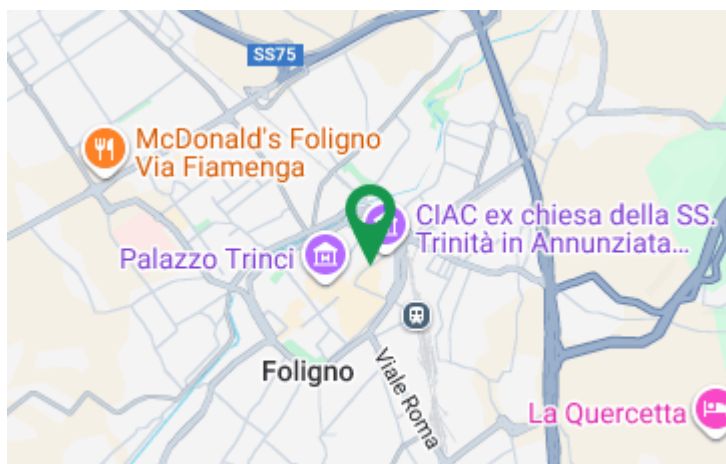 SS75
McDonald's Foligno
Via Fiamenga
CIAC ex chiesa della SS.
Trinità in Annunziata...
Palazzo Trinci
Foligno
Viale Roma
La Quercetta